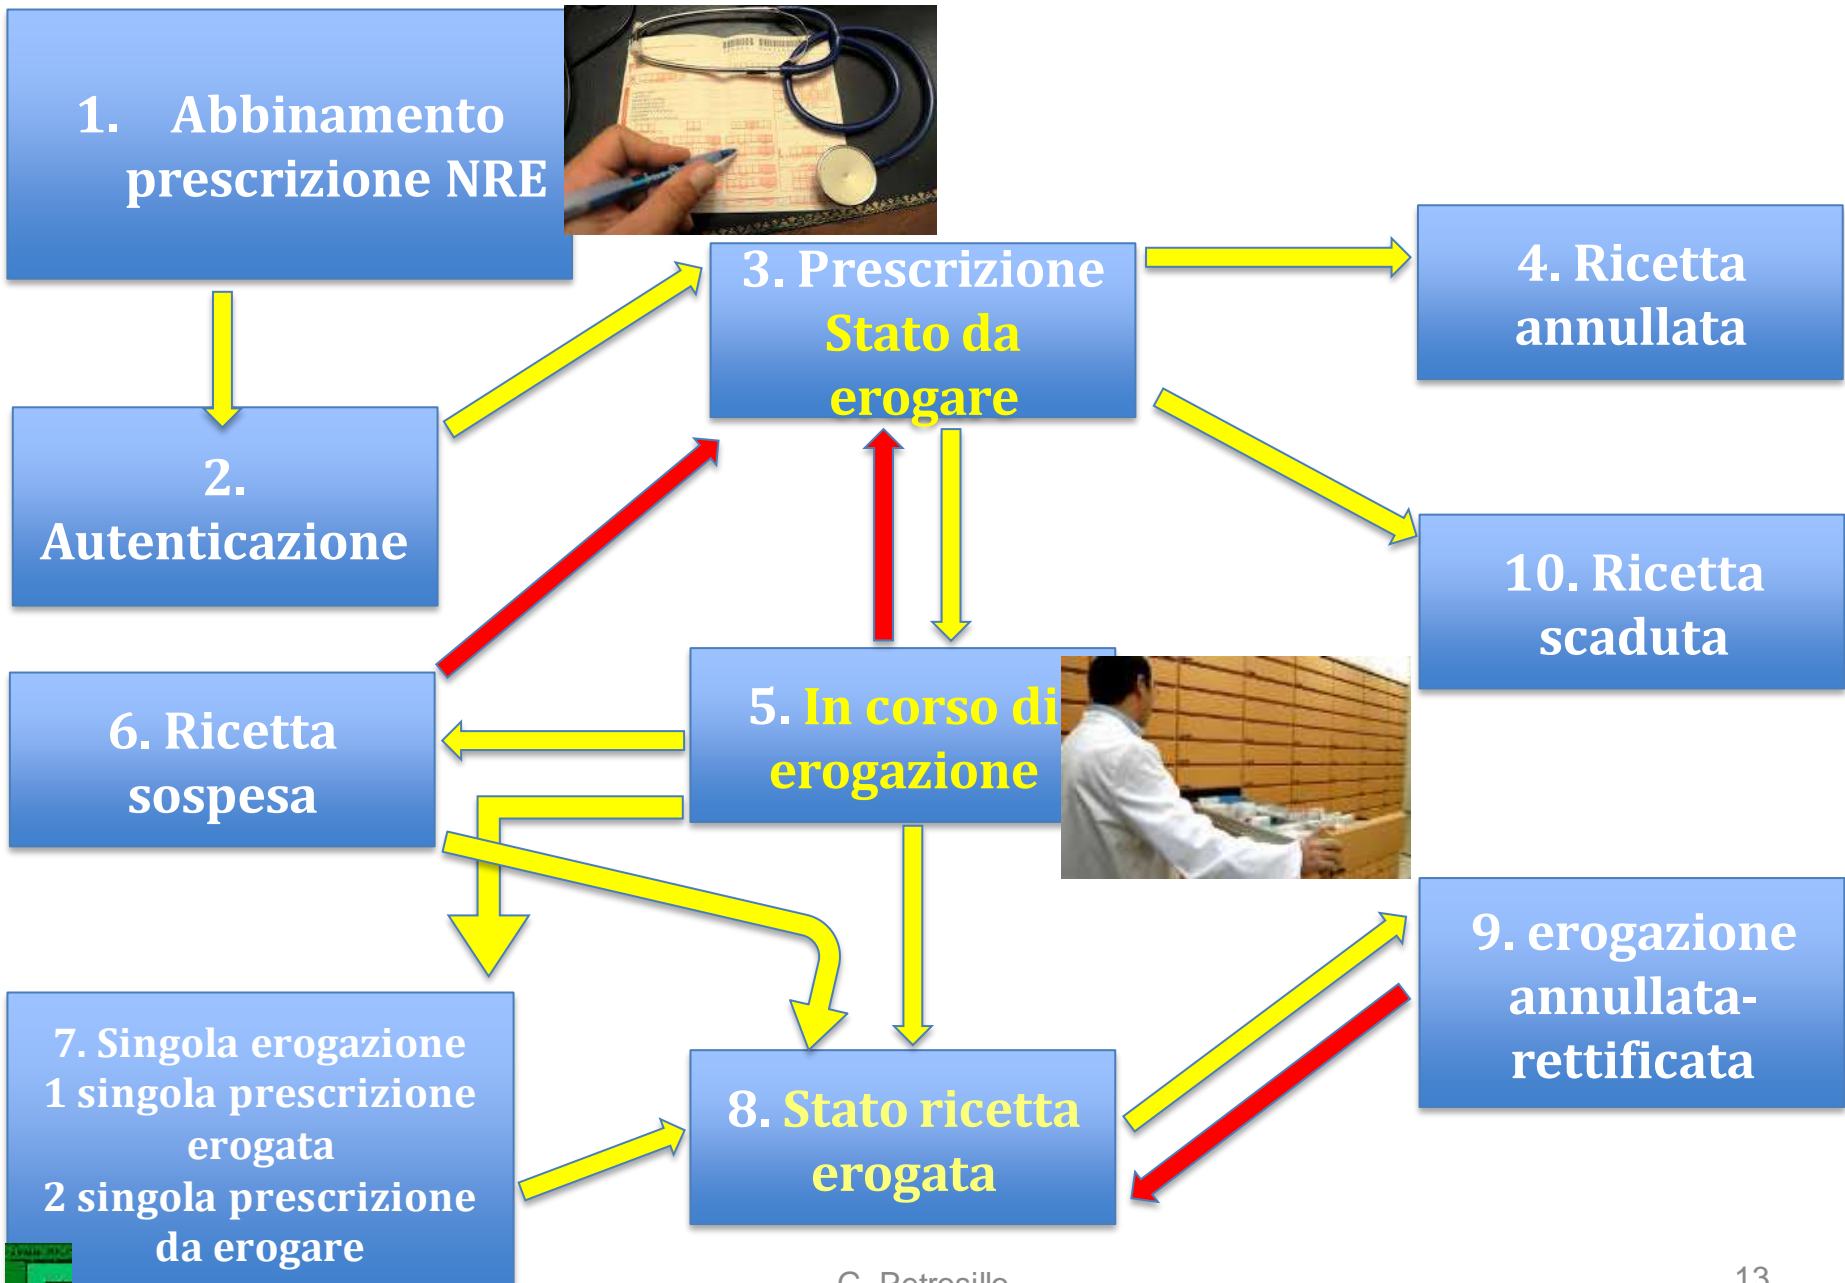 1. Abbinamento
prescrizione NRE
2.
Autenticazione
3. Prescrizione
Stato da
erogare
4. Ricetta
annullata
10. Ricetta
scaduta
6. Ricetta
sospesa
5. In corso di
erogazione
9. erogazione
annullata-
rettificata
7. Singola erogazione
1 singola prescrizione
erogata
2 singola prescrizione
da erogare
8. Stato ricetta
erogata
13